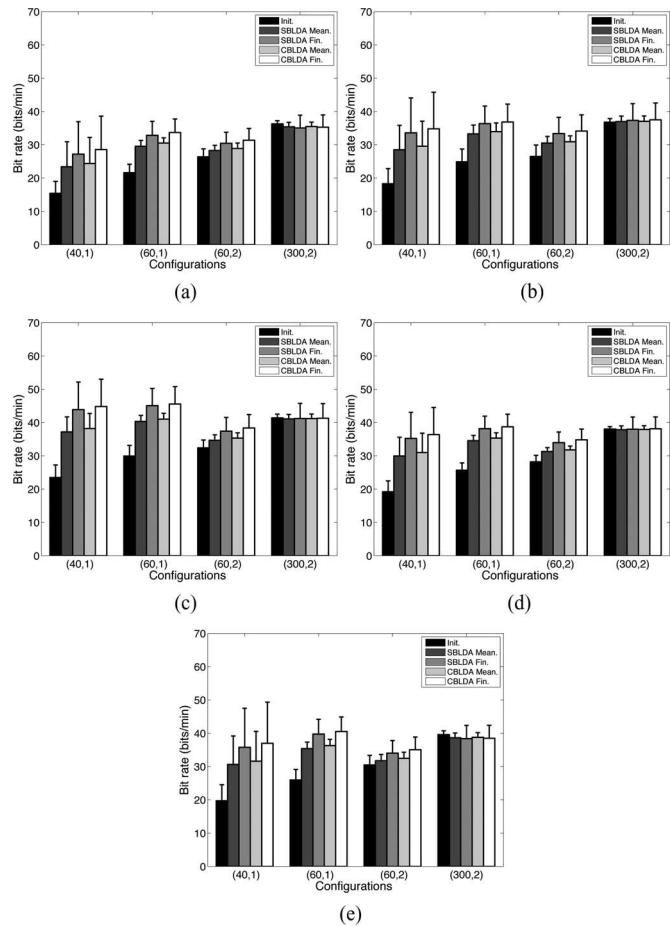 70
60
50
40
30
20
10
0
Bit rate (bits/min)
Init.
SBLDA Mean.
SBLDA Fin.
CBLDA Mean.
CBLDA Fin.
(40,1) (60,1) (60,2) (300,2)
Configurations
(a)
70
60
50
40
30
20
10
0
Bit rate (bits/min)
Init.
SBLDA Mean.
SBLDA Fin.
CBLDA Mean.
CBLDA Fin.
(40,1) (60,1) (60,2) (300,2)
Configurations
(b)
70
60
50
40
30
20
10
0
Bit rate (bits/min)
Init.
SBLDA Mean.
SBLDA Fin.
CBLDA Mean.
CBLDA Fin.
(40,1) (60,1) (60,2) (300,2)
Configurations
(c)
70
60
50
40
30
20
10
0
Bit rate (bits/min)
Init.
SBLDA Mean.
SBLDA Fin.
CBLDA Mean.
CBLDA Fin.
(40,1) (60,1) (60,2) (300,2)
Configurations
(d)
70
60
50
40
30
20
10
0
Bit rate (bits/min)
Init.
SBLDA Mean.
SBLDA Fin.
CBLDA Mean.
CBLDA Fin.
(40,1) (60,1) (60,2) (300,2)
Configurations
(e)